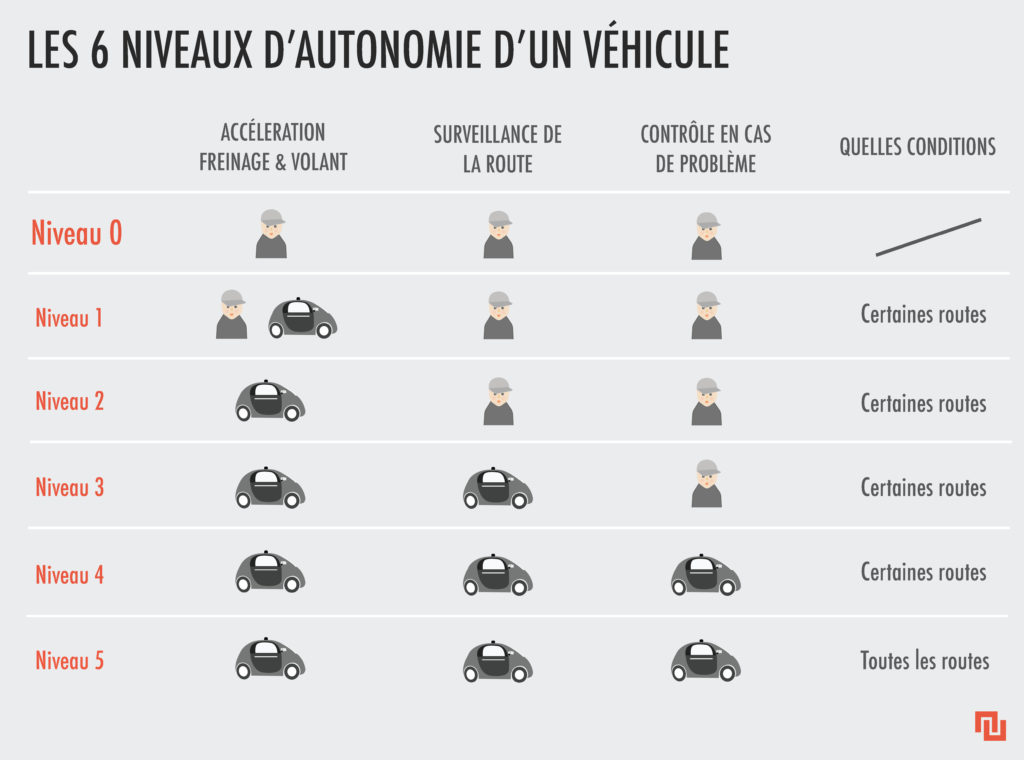 LES 6 NIVEAUX D'AUTONOMIE D'UN VÉHICULE
ACCÉLERATION
FREINAGE & VOLANT
SURVEILLANCE DE
LA ROUTE
CONTRÔLE EN CAS
DE PROBLÈME
QUELLES CONDITIONS
Niveau 0
Niveau 1
Certaines routes
Niveau 2
Certaines routes
Niveau 3
Certaines routes
Niveau 4
Certaines routes
Niveau 5
Toutes les routes